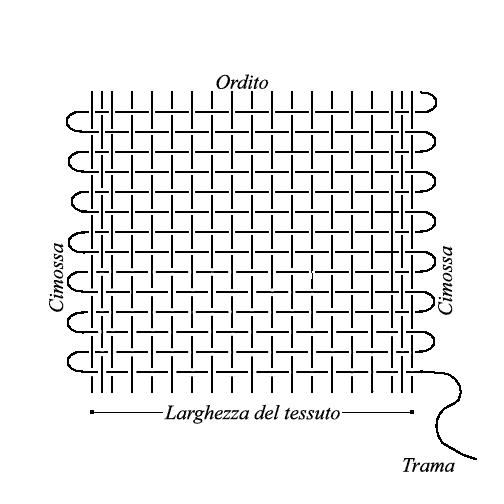 Ordito
Cimossa
Cimossa
Larghezza del tessuto
Trama